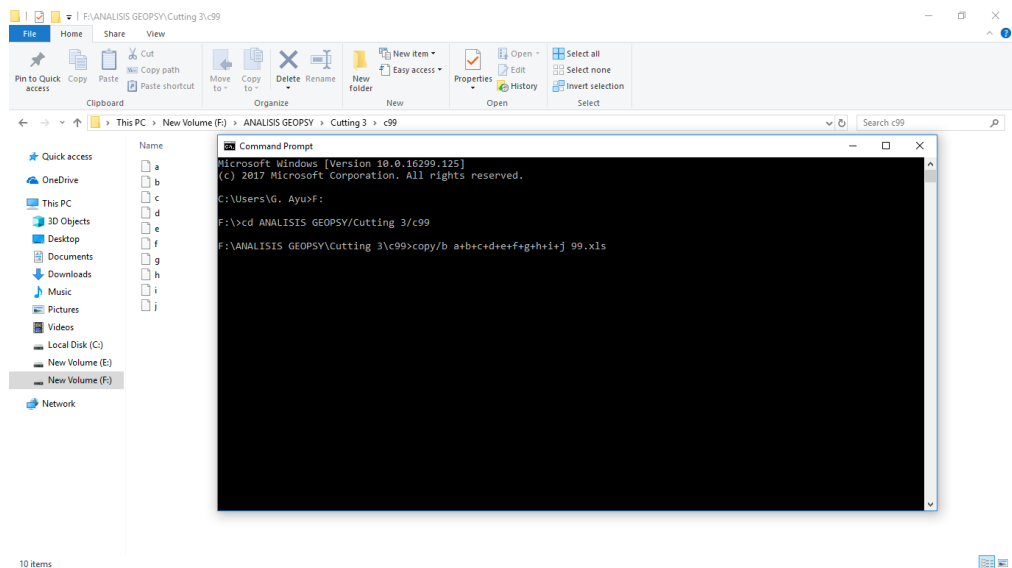 F:\ANALISIS GEOPSY\Cutting 3\c99
File Home Share View
Pin to Quick access
Copy
Paste
Cut
Copy path
Paste shortcut
Clipboard
Move to
Copy to
Delete
Rename
Organize
New folder
New item
Easy access
New
Properties
Open
Edit
History
Open
Select all
Select none
Invert selection
Select
This PC > New Volume (F:) > ANALISIS GEOPSY > Cutting 3 > c99
Search c99
Quick access
OneDrive
This PC
3D Objects
Desktop
Documents
Downloads
Music
Pictures
Videos
Local Disk (C:)
New Volume (E:)
New Volume (F:)
Network
Name
a
b
c
d
e
f
g
h
i
j
Command Prompt
Microsoft Windows [Version 10.0.16299.125]
(c) 2017 Microsoft Corporation. All rights reserved.
C:\Users\G. Ayu>F:
F:\>cd ANALISIS GEOPSY/Cutting 3/c99
F:\ANALISIS GEOPSY\Cutting 3\c99>copy/b a+b+c+d+e+f+g+h+i+j 99.xls
10 items